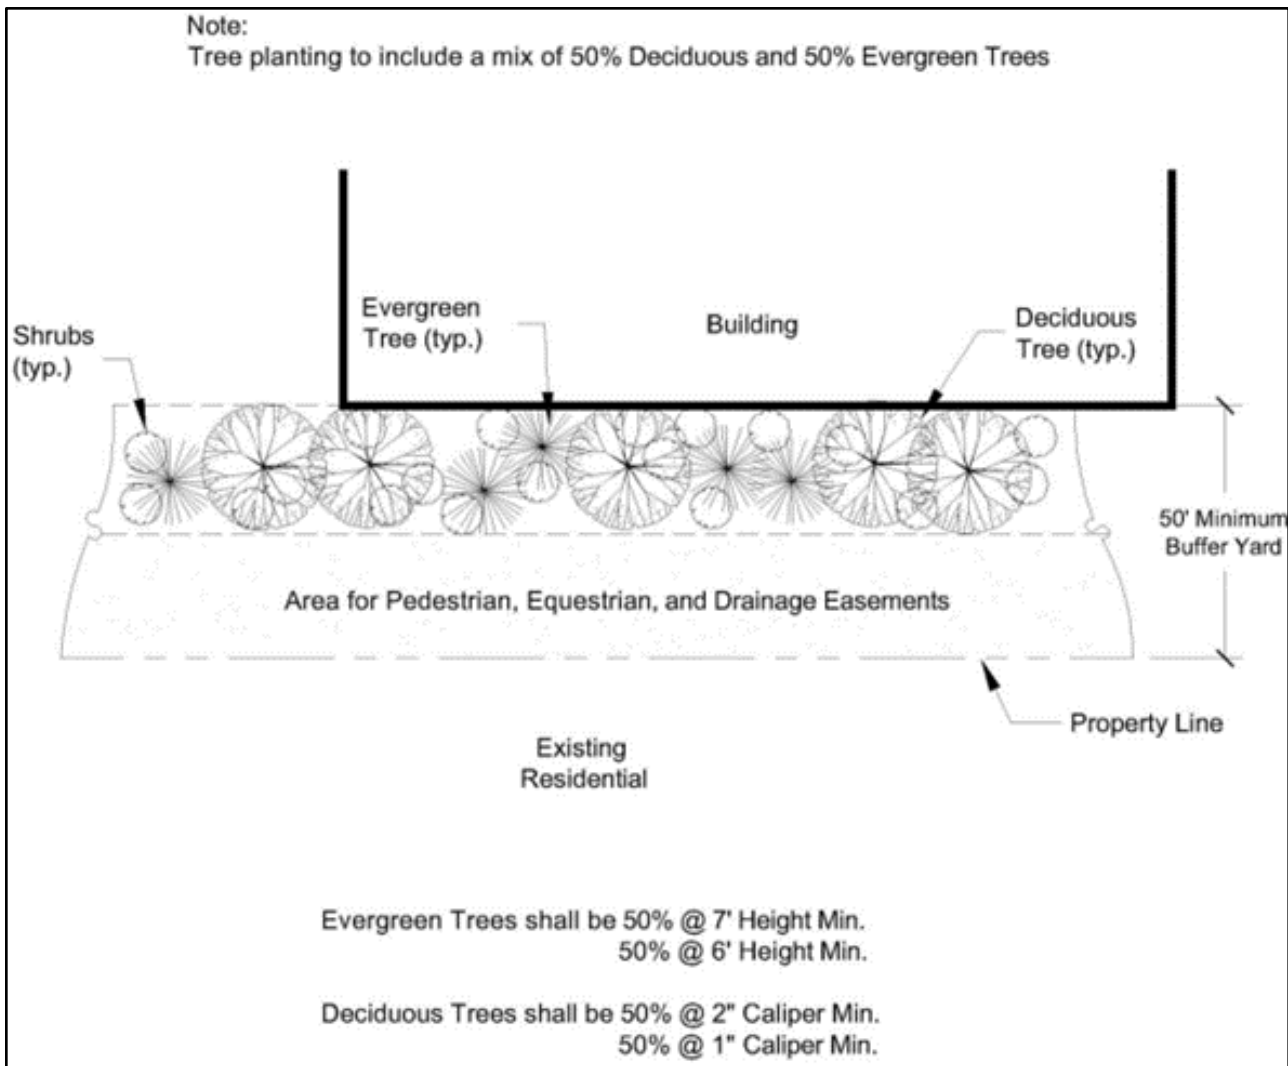 Note:
Tree planting to include a mix of 50% Deciduous and 50% Evergreen Trees
Evergreen
Tree (typ.)
Building
Deciduous
Tree (typ.)
Shrubs
(typ.)
50' Minimum
Buffer Yard
Area for Pedestrian, Equestrian, and Drainage Easements
Property Line
Existing
Residential
Evergreen Trees shall be 50% @ 7' Height Min.
50% @ 6' Height Min.
Deciduous Trees shall be 50% @ 2" Caliper Min.
50% @ 1" Caliper Min.